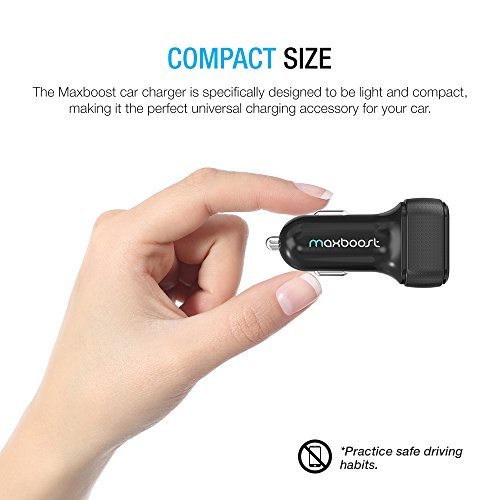 COMPACT SIZE
The Maxboost car charger is specifically designed to be light and compact,
making it the perfect universal charging accessory for your car.
maxboost
*Practice safe driving
habits.